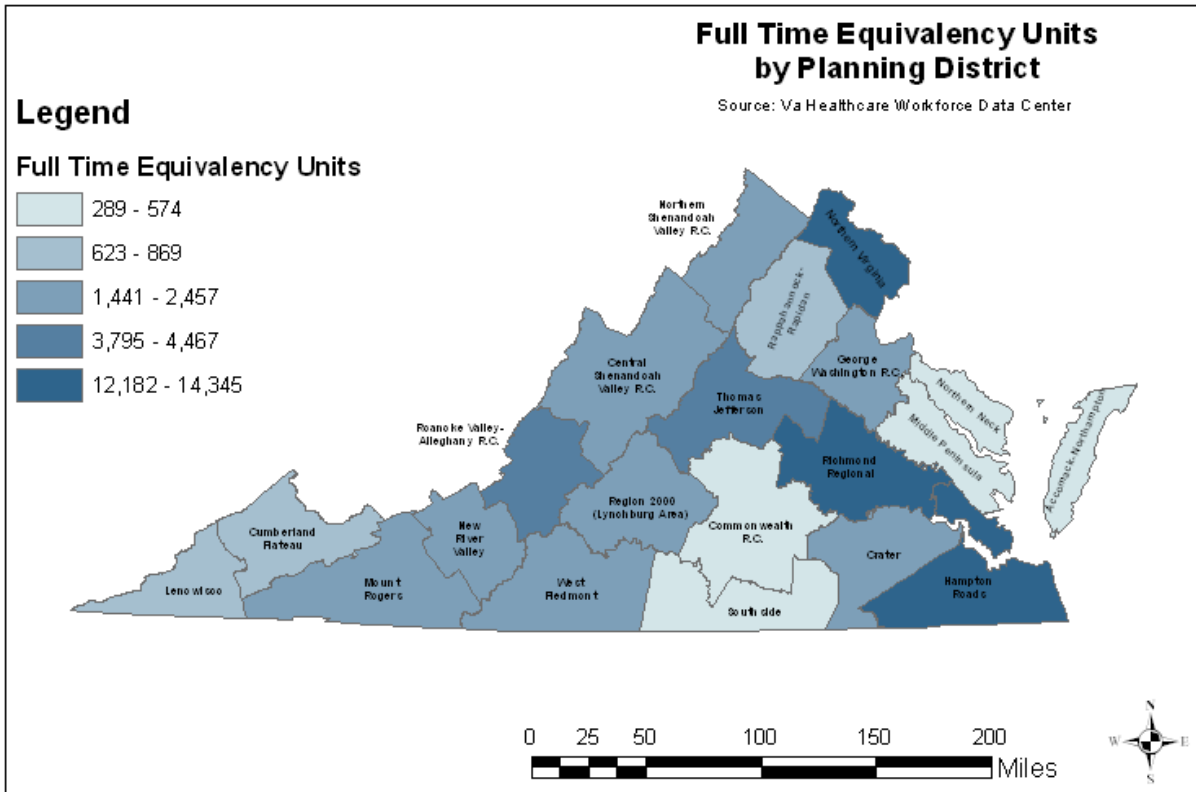 Full Time Equivalency Units
by Planning District
Source: Va Healthcare Workforce Data Center
Legend
Full Time Equivalency Units
289 - 574
623 - 869
1,441 - 2,457
3,795 - 4,467
12,182 - 14,345
Northern
Shenandoah
Valley R.C.
Northern Virginia
Rappahannock-
Rapidan
Central
Shenandoah
Valley R.C.
George
Washington R.C.
Northern Neck
Thomas
Jefferson
Middle Peninsula
Accomack-Northampton
Roanoke Valley-
Alleghany R.C.
Richmond
Regional
Region 2000
(Lynchburg Area)
Commonwealth
R.C.
Cumberland
Plateau
New
River
Valley
Crater
Lenowisco
Mount
Rogers
West
Piedmont
Hampton
Roads
Southside
N
W
E
S
0 25 50 100 150 200
Miles